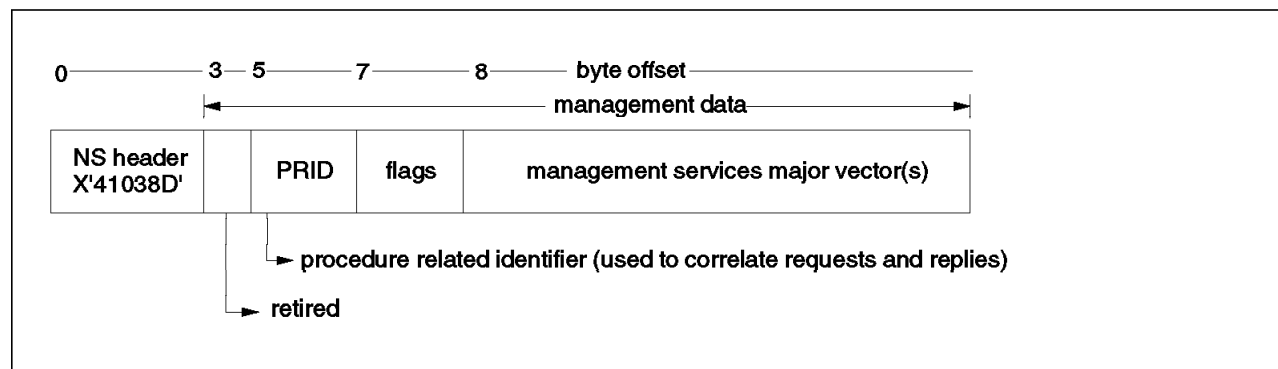 0 3 5 7 8 byte offset
management data
NS header PRID flags management services major vector(s)
X'41038D'
procedure related identifier (used to correlate requests and replies)
retired